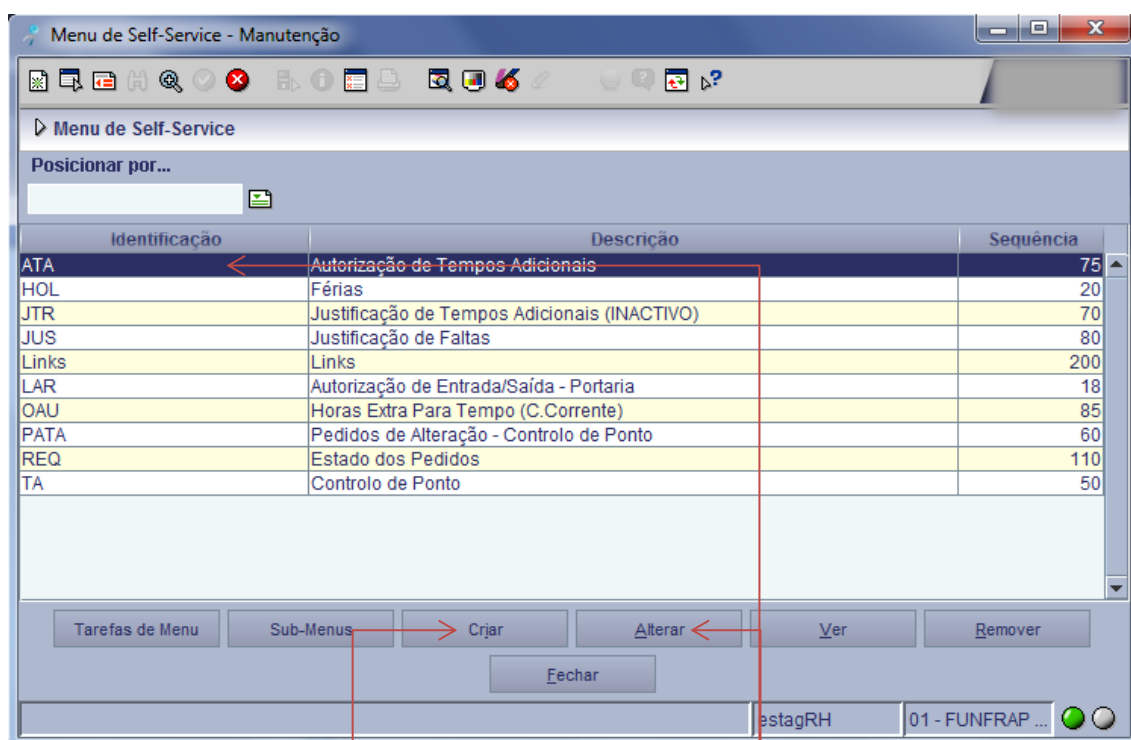 Menu de Self-Service - Manutenção
Menu de Self-Service
Posicionar por...
Identificação Descrição Sequência
ATA Autorização de Tempos Adicionais 75
HOL Férias 20
JTR Justificação de Tempos Adicionais (INACTIVO) 70
JUS Justificação de Faltas 80
Links Links 200
LAR Autorização de Entrada/Saída - Portaria 18
OAU Horas Extra Para Tempo (C.Corrente) 85
PATA Pedidos de Alteração - Controlo de Ponto 60
REQ Estado dos Pedidos 110
TA Controlo de Ponto 50
Tarefas de Menu Sub-Menus Criar Alterar Ver Remover
Fechar
estagRH 01 - FUNFRAP ...